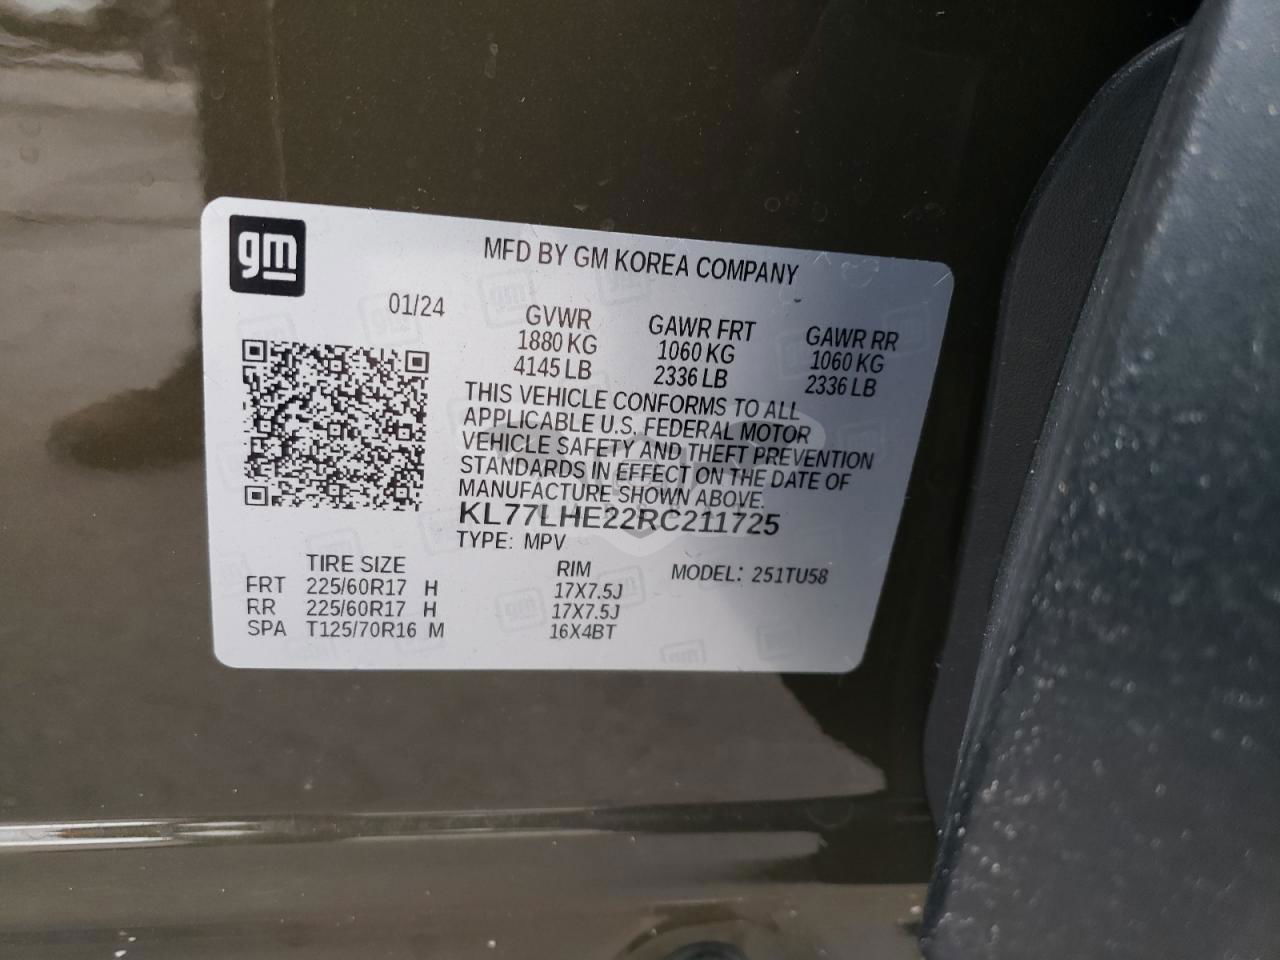 gm
MFD BY GM KOREA COMPANY
01/24
GVWR GAWR FRT GAWR RR
1880 KG 1060 KG 1060 KG
4145 LB 2336 LB 2336 LB
THIS VEHICLE CONFORMS TO ALL
APPLICABLE U.S. FEDERAL MOTOR
VEHICLE SAFETY AND THEFT PREVENTION
STANDARDS IN EFFECT ON THE DATE OF
MANUFACTURE SHOWN ABOVE.
KL77LHE22RC211725
TYPE: MPV
TIRE SIZE RIM MODEL: 251TU58
FRT 225/60R17 H 17X7.5J
RR 225/60R17 H 17X7.5J
SPA T125/70R16 M 16X4BT